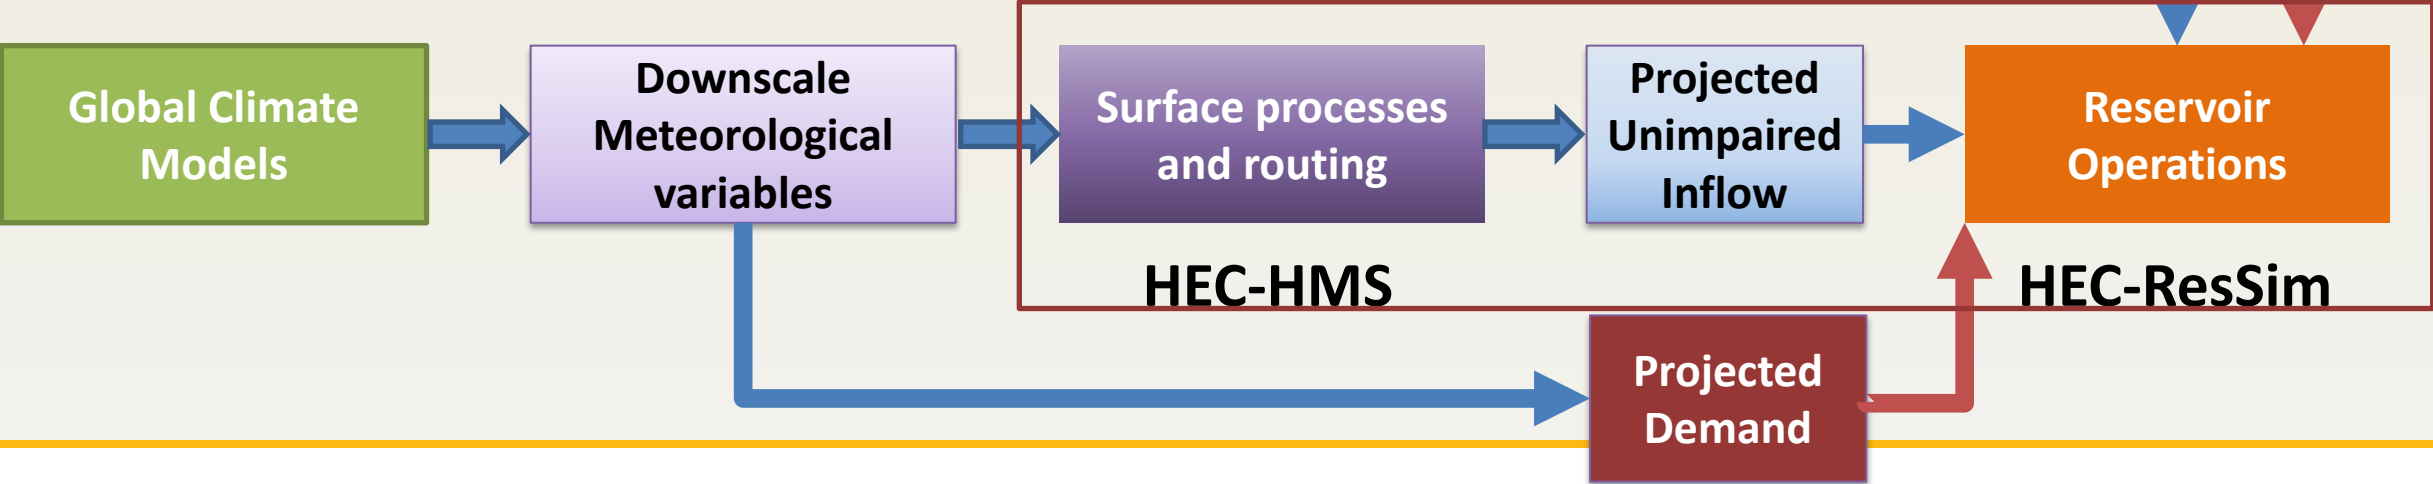 Global Climate
Models
Downscale
Meteorological
variables
Surface processes
and routing
Projected
Unimpaired
Inflow
Reservoir
Operations
HEC-HMS
HEC-ResSim
Projected
Demand